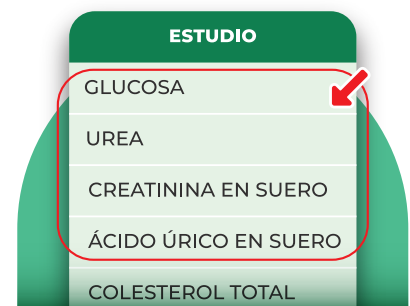 ESTUDIO
GLUCOSA
UREA
CREATININA EN SUERO
ÁCIDO ÚRICO EN SUERO
COLESTEROL TOTAL